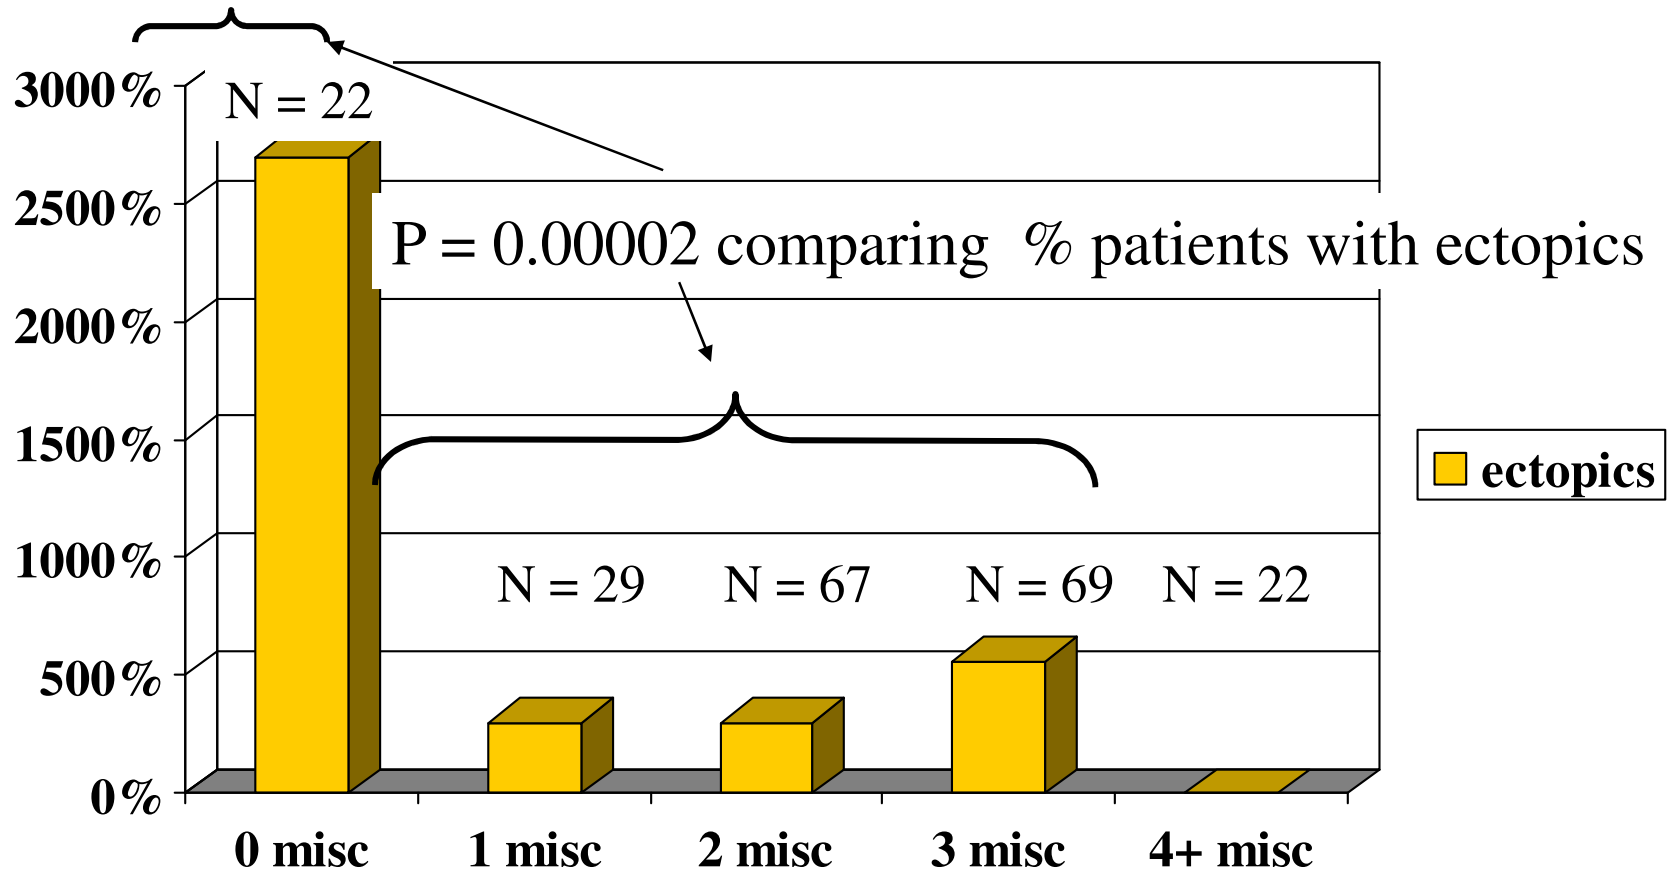 3000%
N = 22
2500%
P = 0.00002 comparing % patients with ectopics
2000%
1500%
ectopics
1000%
N = 29 N = 67 N = 69 N = 22
500%
0%
0 misc 1 misc 2 misc 3 misc 4+ misc